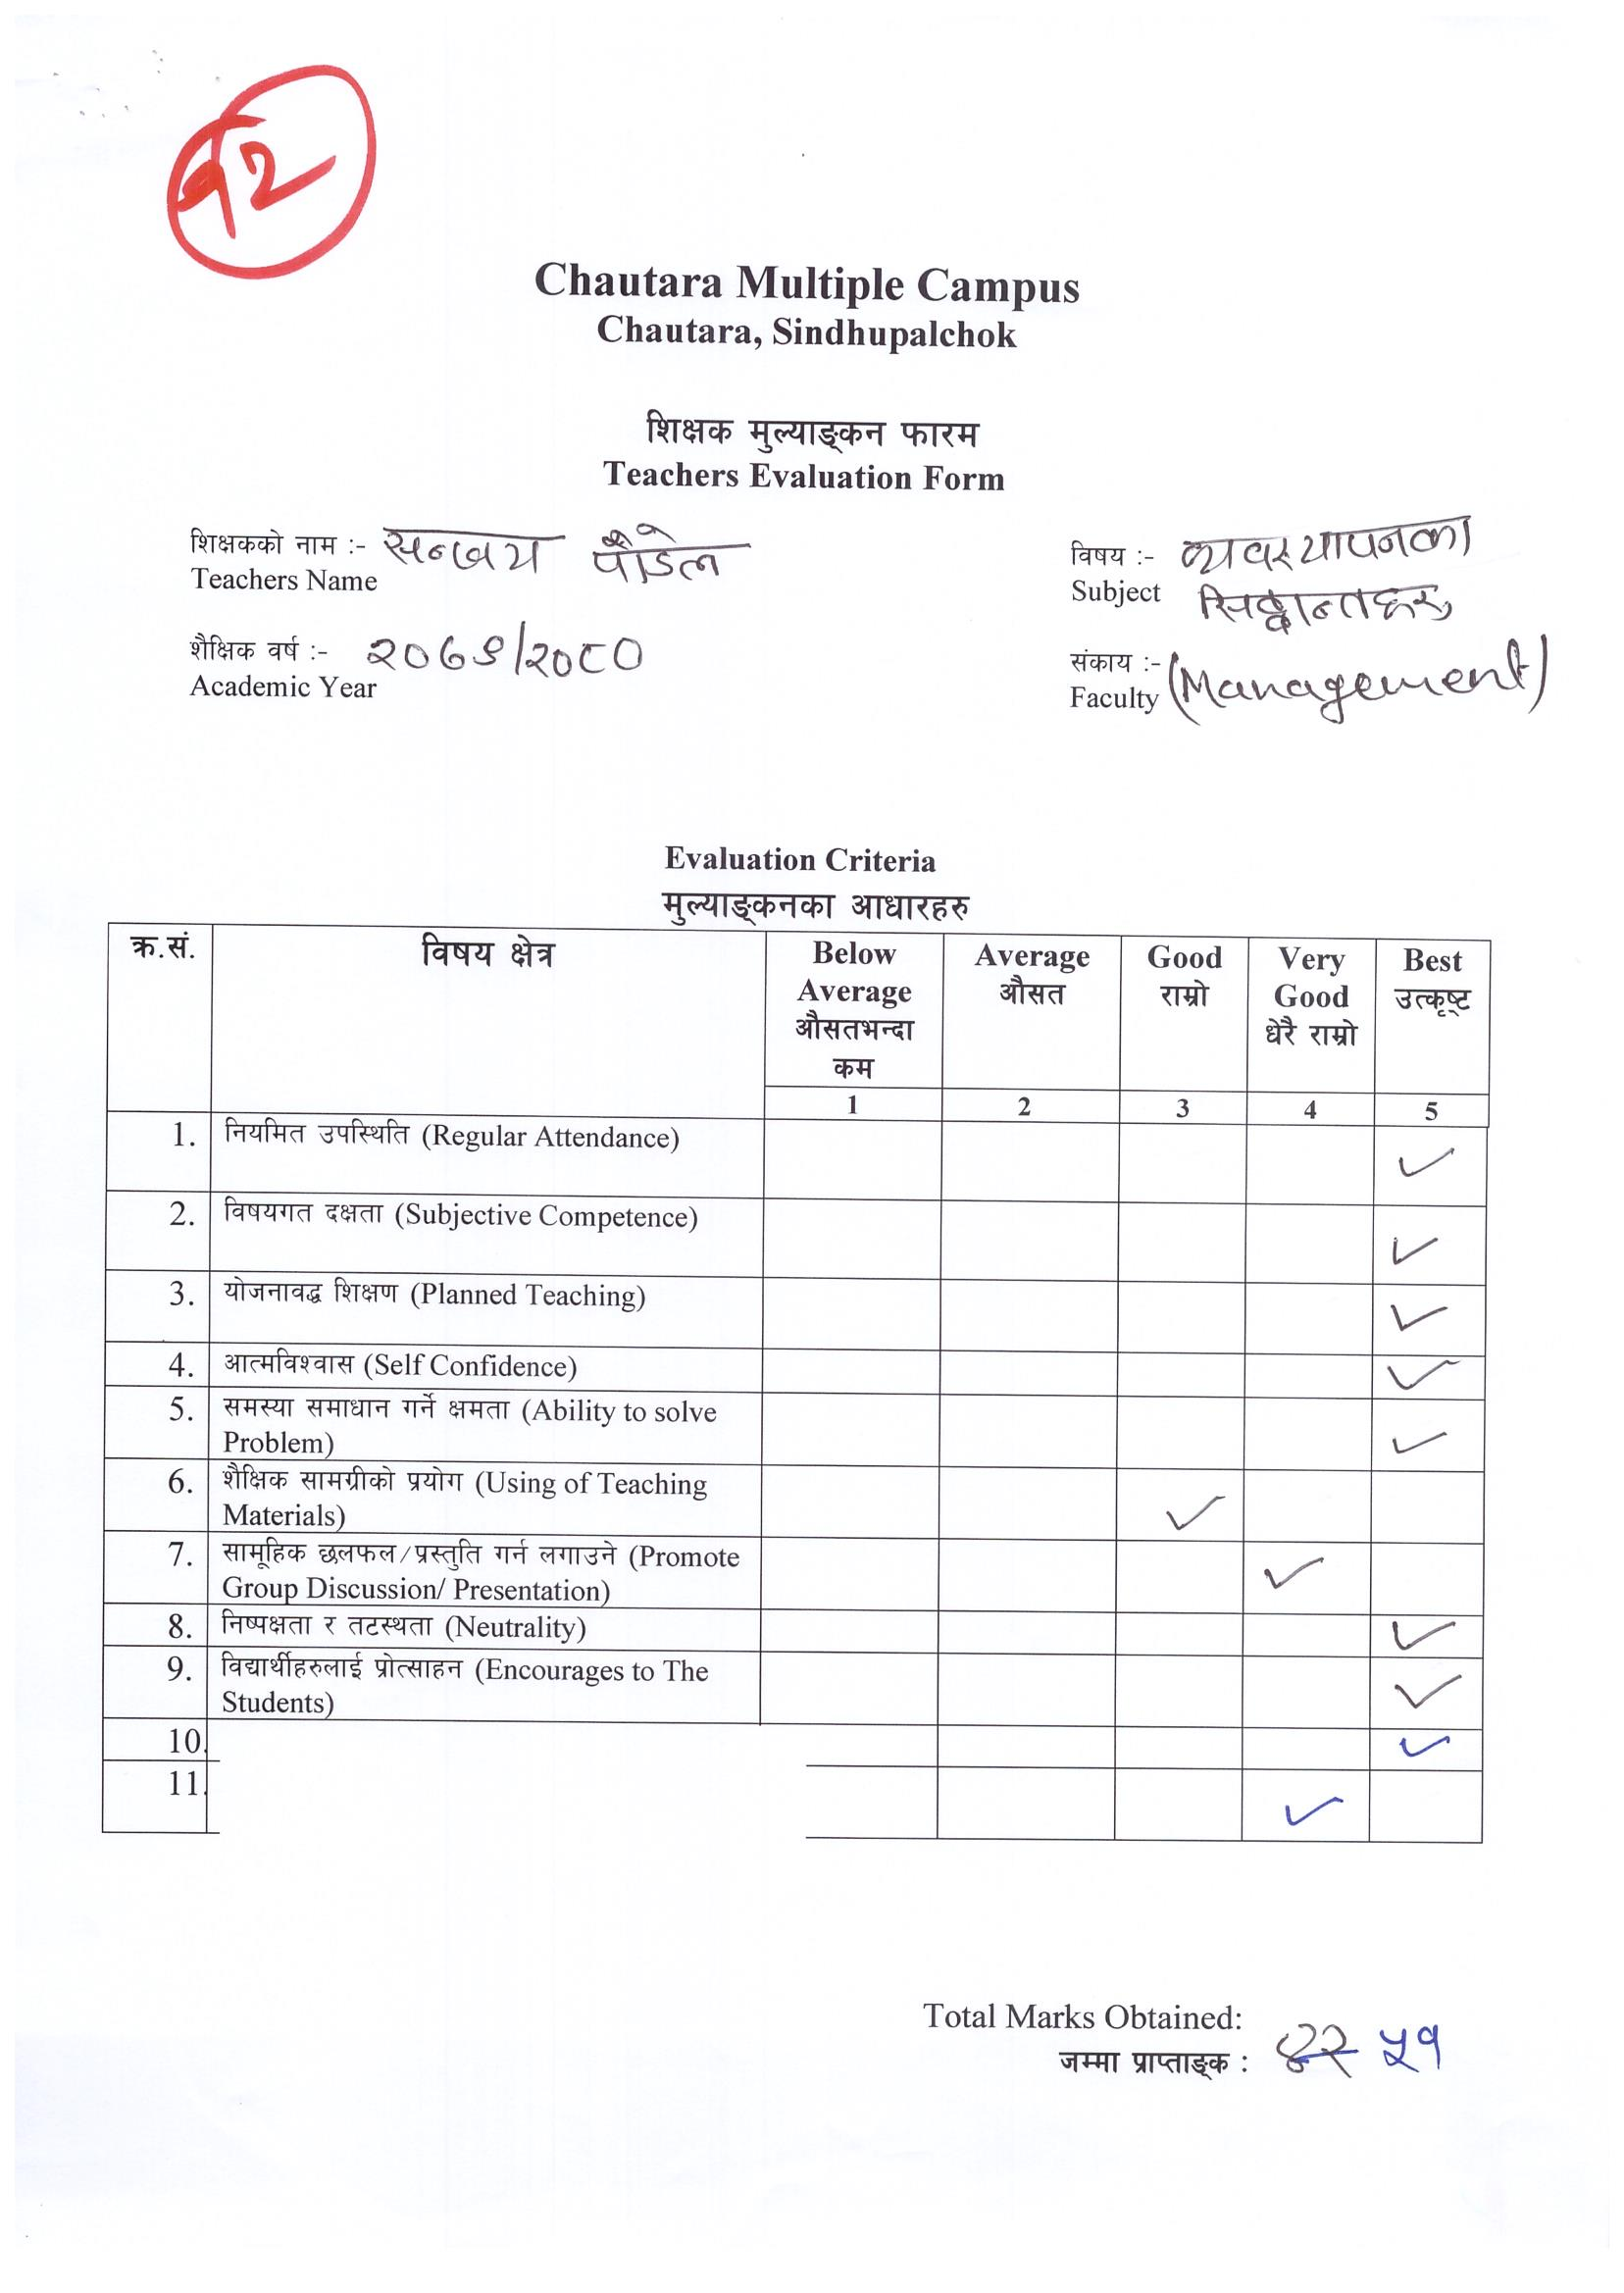 १२
Chautara Multiple Campus
Chautara, Sindhupalchok
शिक्षक मुल्याङ्कन फारम
Teachers Evaluation Form
शिक्षकको नाम :- सन्जय पौडेल
Teachers Name
विषय :- व्यवस्थापनका
Subject सिद्धान्तहरु
शैक्षिक वर्ष :- २०७९/२०८०
Academic Year
संकाय :- (Management)
Faculty
Evaluation Criteria
मुल्याङ्कनका आधारहरु
क्र.सं. विषय क्षेत्र Below Average औसतभन्दा कम Average औसत Good राम्रो Very Good धेरै राम्रो Best उत्कृष्ट
1 2 3 4 5
1. नियमित उपस्थिति (Regular Attendance) ✓
2. विषयगत दक्षता (Subjective Competence) ✓
3. योजनावद्ध शिक्षण (Planned Teaching) ✓
4. आत्मविश्वास (Self Confidence) ✓
5. समस्या समाधान गर्ने क्षमता (Ability to solve
Problem) ✓
6. शैक्षिक सामग्रीको प्रयोग (Using of Teaching
Materials) ✓
7. सामूहिक छलफल/प्रस्तुति गर्न लगाउने (Promote
Group Discussion/ Presentation) ✓
8. निष्पक्षता र तटस्थता (Neutrality) ✓
9. विद्यार्थीहरुलाई प्रोत्साहन (Encourages to The
Students) ✓
10. ✓
11. ✓
Total Marks Obtained:
जम्मा प्राप्ताङ्क : ४२ ५१